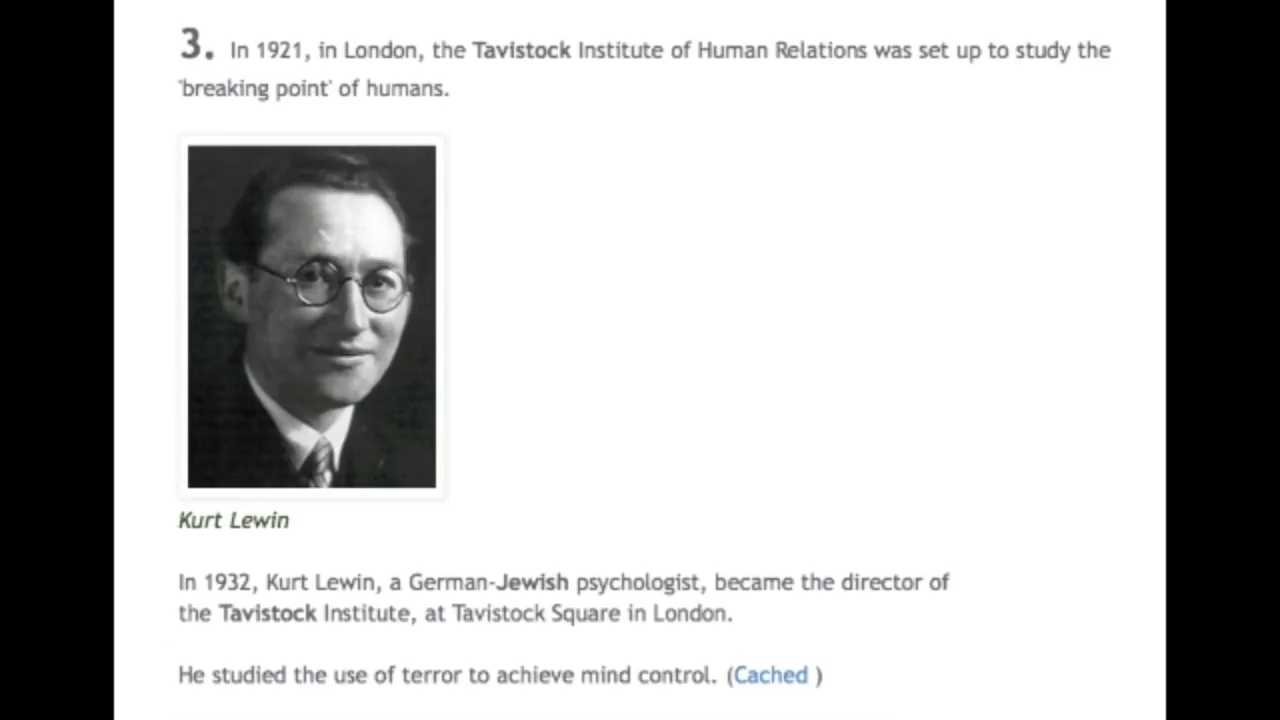 3. In 1921, in London, the Tavistock Institute of Human Relations was set up to study the
'breaking point' of humans.
Kurt Lewin
In 1932, Kurt Lewin, a German-Jewish psychologist, became the director of
the Tavistock Institute, at Tavistock Square in London.
He studied the use of terror to achieve mind control. (Cached )